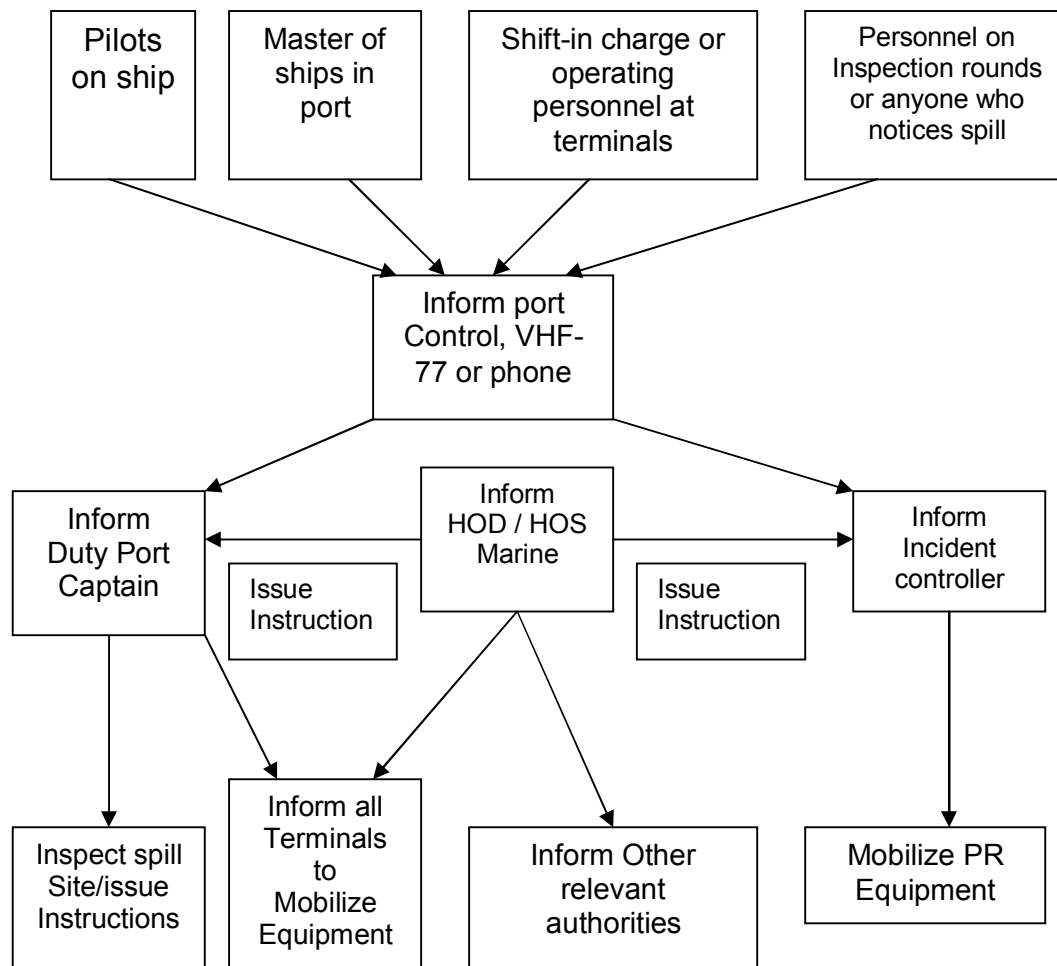 Pilots
on ship
Master of
ships in
port
Shift-in charge or
operating
personnel at
terminals
Personnel on
Inspection rounds
or anyone who
notices spill
Inform port
Control, VHF-
77 or phone
Inform
Duty Port
Captain
Issue
Instruction
Inform
HOD / HOS
Marine
Issue
Instruction
Inform
Incident
controller
Inspect spill
Site/issue
Instructions
Inform all
Terminals
to
Mobilize
Equipment
Inform Other
relevant
authorities
Mobilize PR
Equipment